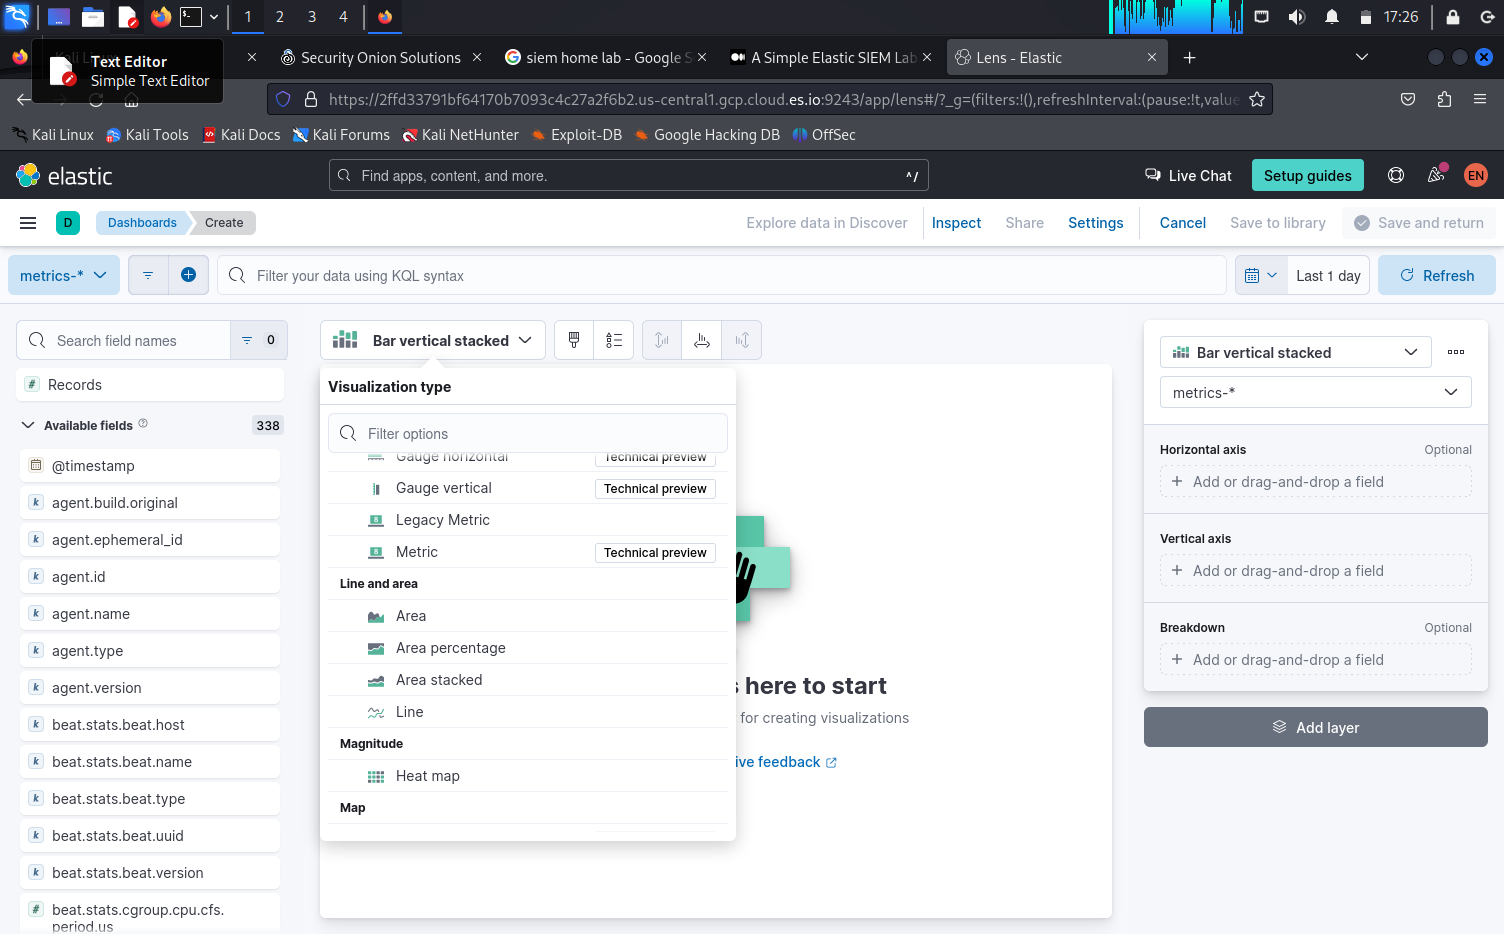 1 2 3 4
17:26
Text Editor
Simple Text Editor
Security Onion Solutions
siem home lab - Google S
A Simple Elastic SIEM Lab
Lens - Elastic
https://2ffd33791bf64170b7093c4c27a2f6b2.us-central1.gcp.cloud.es.io:9243/app/lens#/?_g=(filters:!(),refreshInterval:(pause:!t,value
Kali Linux Kali Tools Kali Docs Kali Forums Kali NetHunter Exploit-DB Google Hacking DB OffSec
elastic
Find apps, content, and more. ^/
Live Chat
Setup guides
EN
D
Dashboards Create
Explore data in Discover Inspect Share Settings Cancel Save to library Save and return
metrics-*
Filter your data using KQL syntax
Last 1 day
Refresh
Search field names
0
# Records
Available fields
338
@timestamp
k agent.build.original
k agent.ephemeral_id
k agent.id
k agent.name
k agent.type
k agent.version
k beat.stats.beat.host
k beat.stats.beat.name
k beat.stats.beat.type
k beat.stats.beat.uuid
k beat.stats.beat.version
# beat.stats.cgroup.cpu.cfs.
period.us
Bar vertical stacked
Visualization type
Filter options
Gauge horizontal Technical preview
Gauge vertical Technical preview
Legacy Metric
Metric Technical preview
Line and area
Area
Area percentage
Area stacked
Line
Magnitude
Heat map
Map
s here to start
for creating visualizations
ive feedback
Bar vertical stacked
metrics-*
Horizontal axis Optional
+ Add or drag-and-drop a field
Vertical axis
+ Add or drag-and-drop a field
Breakdown Optional
+ Add or drag-and-drop a field
Add layer